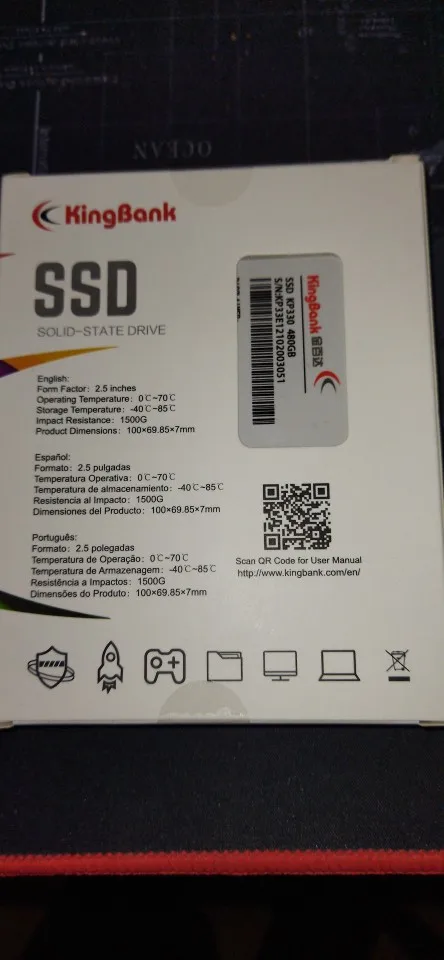 OCEAN
KingBank
SSD
SOLID-STATE DRIVE
KingBank 金百达
SSD KP330 480GB
S/N:KP33E12102003051
English:
Form Factor: 2.5 inches
Operating Temperature: 0℃~70℃
Storage Temperature: -40℃~85℃
Impact Resistance: 1500G
Product Dimensions: 100×69.85×7mm
Español:
Formato: 2.5 pulgadas
Temperatura Operativa: 0℃~70℃
Temperatura de almacenamiento: -40℃~85℃
Resistencia al Impacto: 1500G
Dimensiones del Producto: 100×69.85×7mm
Português:
Formato: 2.5 polegadas
Temperatura de Operação: 0℃~70℃
Temperatura de Armazenagem: -40℃~85℃
Resistência a Impactos: 1500G
Dimensões do Produto: 100×69.85×7mm
Scan QR Code for User Manual
http://www.kingbank.com/en/